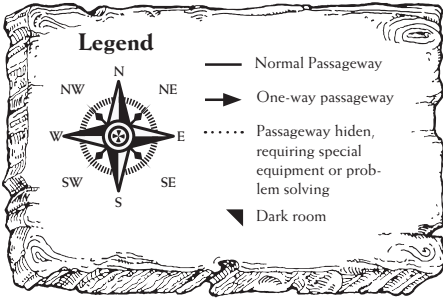 Legend
N
NW NE
W E
SW SE
S
Normal Passageway
One-way passageway
Passageway hiden,
requiring special
equipment or prob-
lem solving
Dark room